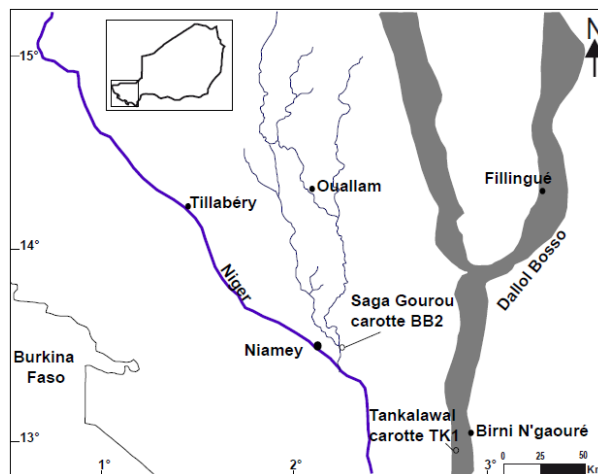 N
15°
Ouallam
Fillingué
Tillabéry
14°
Niger
Dallol Bosso
Saga Gourou
carotte BB2
Niamey
Burkina
Faso
Tankalawal
carotte TK1
Birni N'gaouré
13°
1°
2°
3°
0
25
50
Km